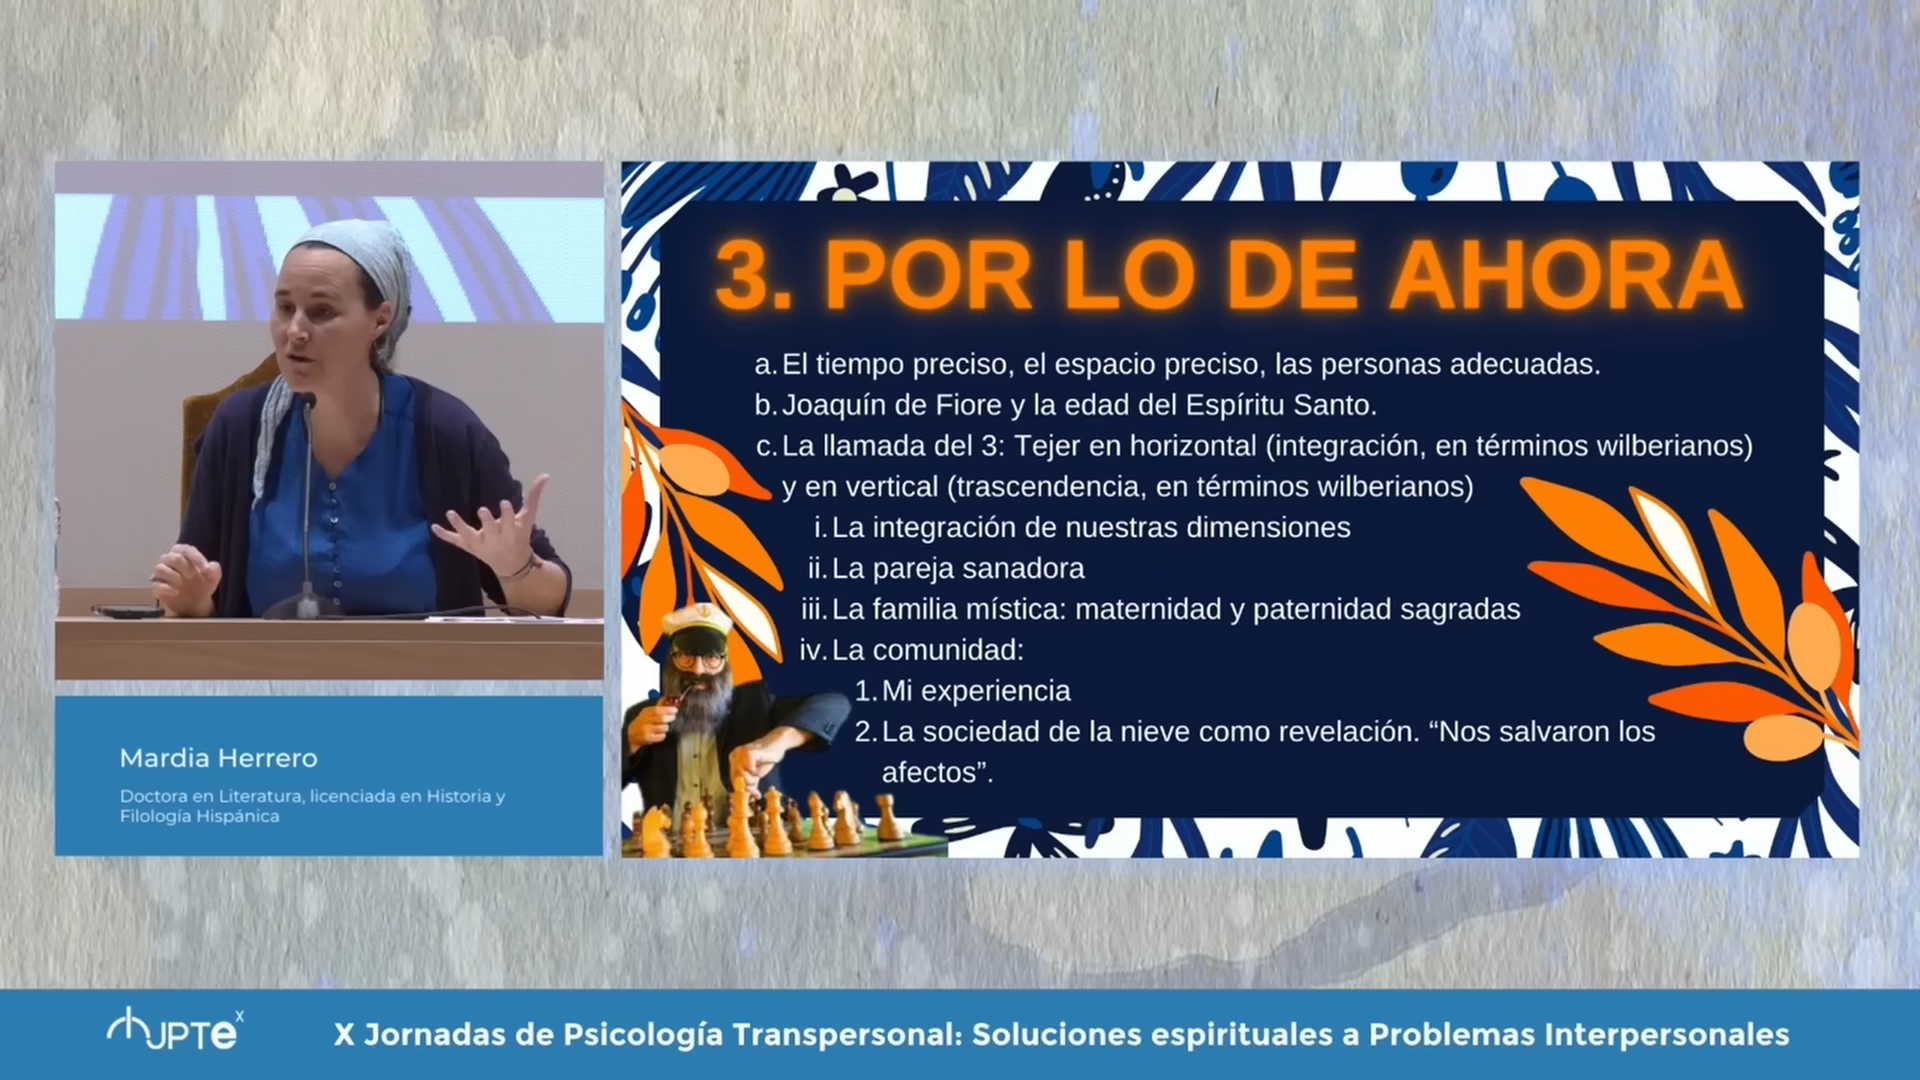 3. POR LO DE AHORA
a. El tiempo preciso, el espacio preciso, las personas adecuadas.
b. Joaquín de Fiore y la edad del Espíritu Santo.
c. La llamada del 3: Tejer en horizontal (integración, en términos wilberianos)
y en vertical (trascendencia, en términos wilberianos)
i. La integración de nuestras dimensiones
ii. La pareja sanadora
iii. La familia mística: maternidad y paternidad sagradas
iv. La comunidad:
1. Mi experiencia
2. La sociedad de la nieve como revelación. “Nos salvaron los
afectos”.
Mardia Herrero
Doctora en Literatura, licenciada en Historia y
Filología Hispánica
JPTe x
X Jornadas de Psicología Transpersonal: Soluciones espirituales a Problemas Interpersonales